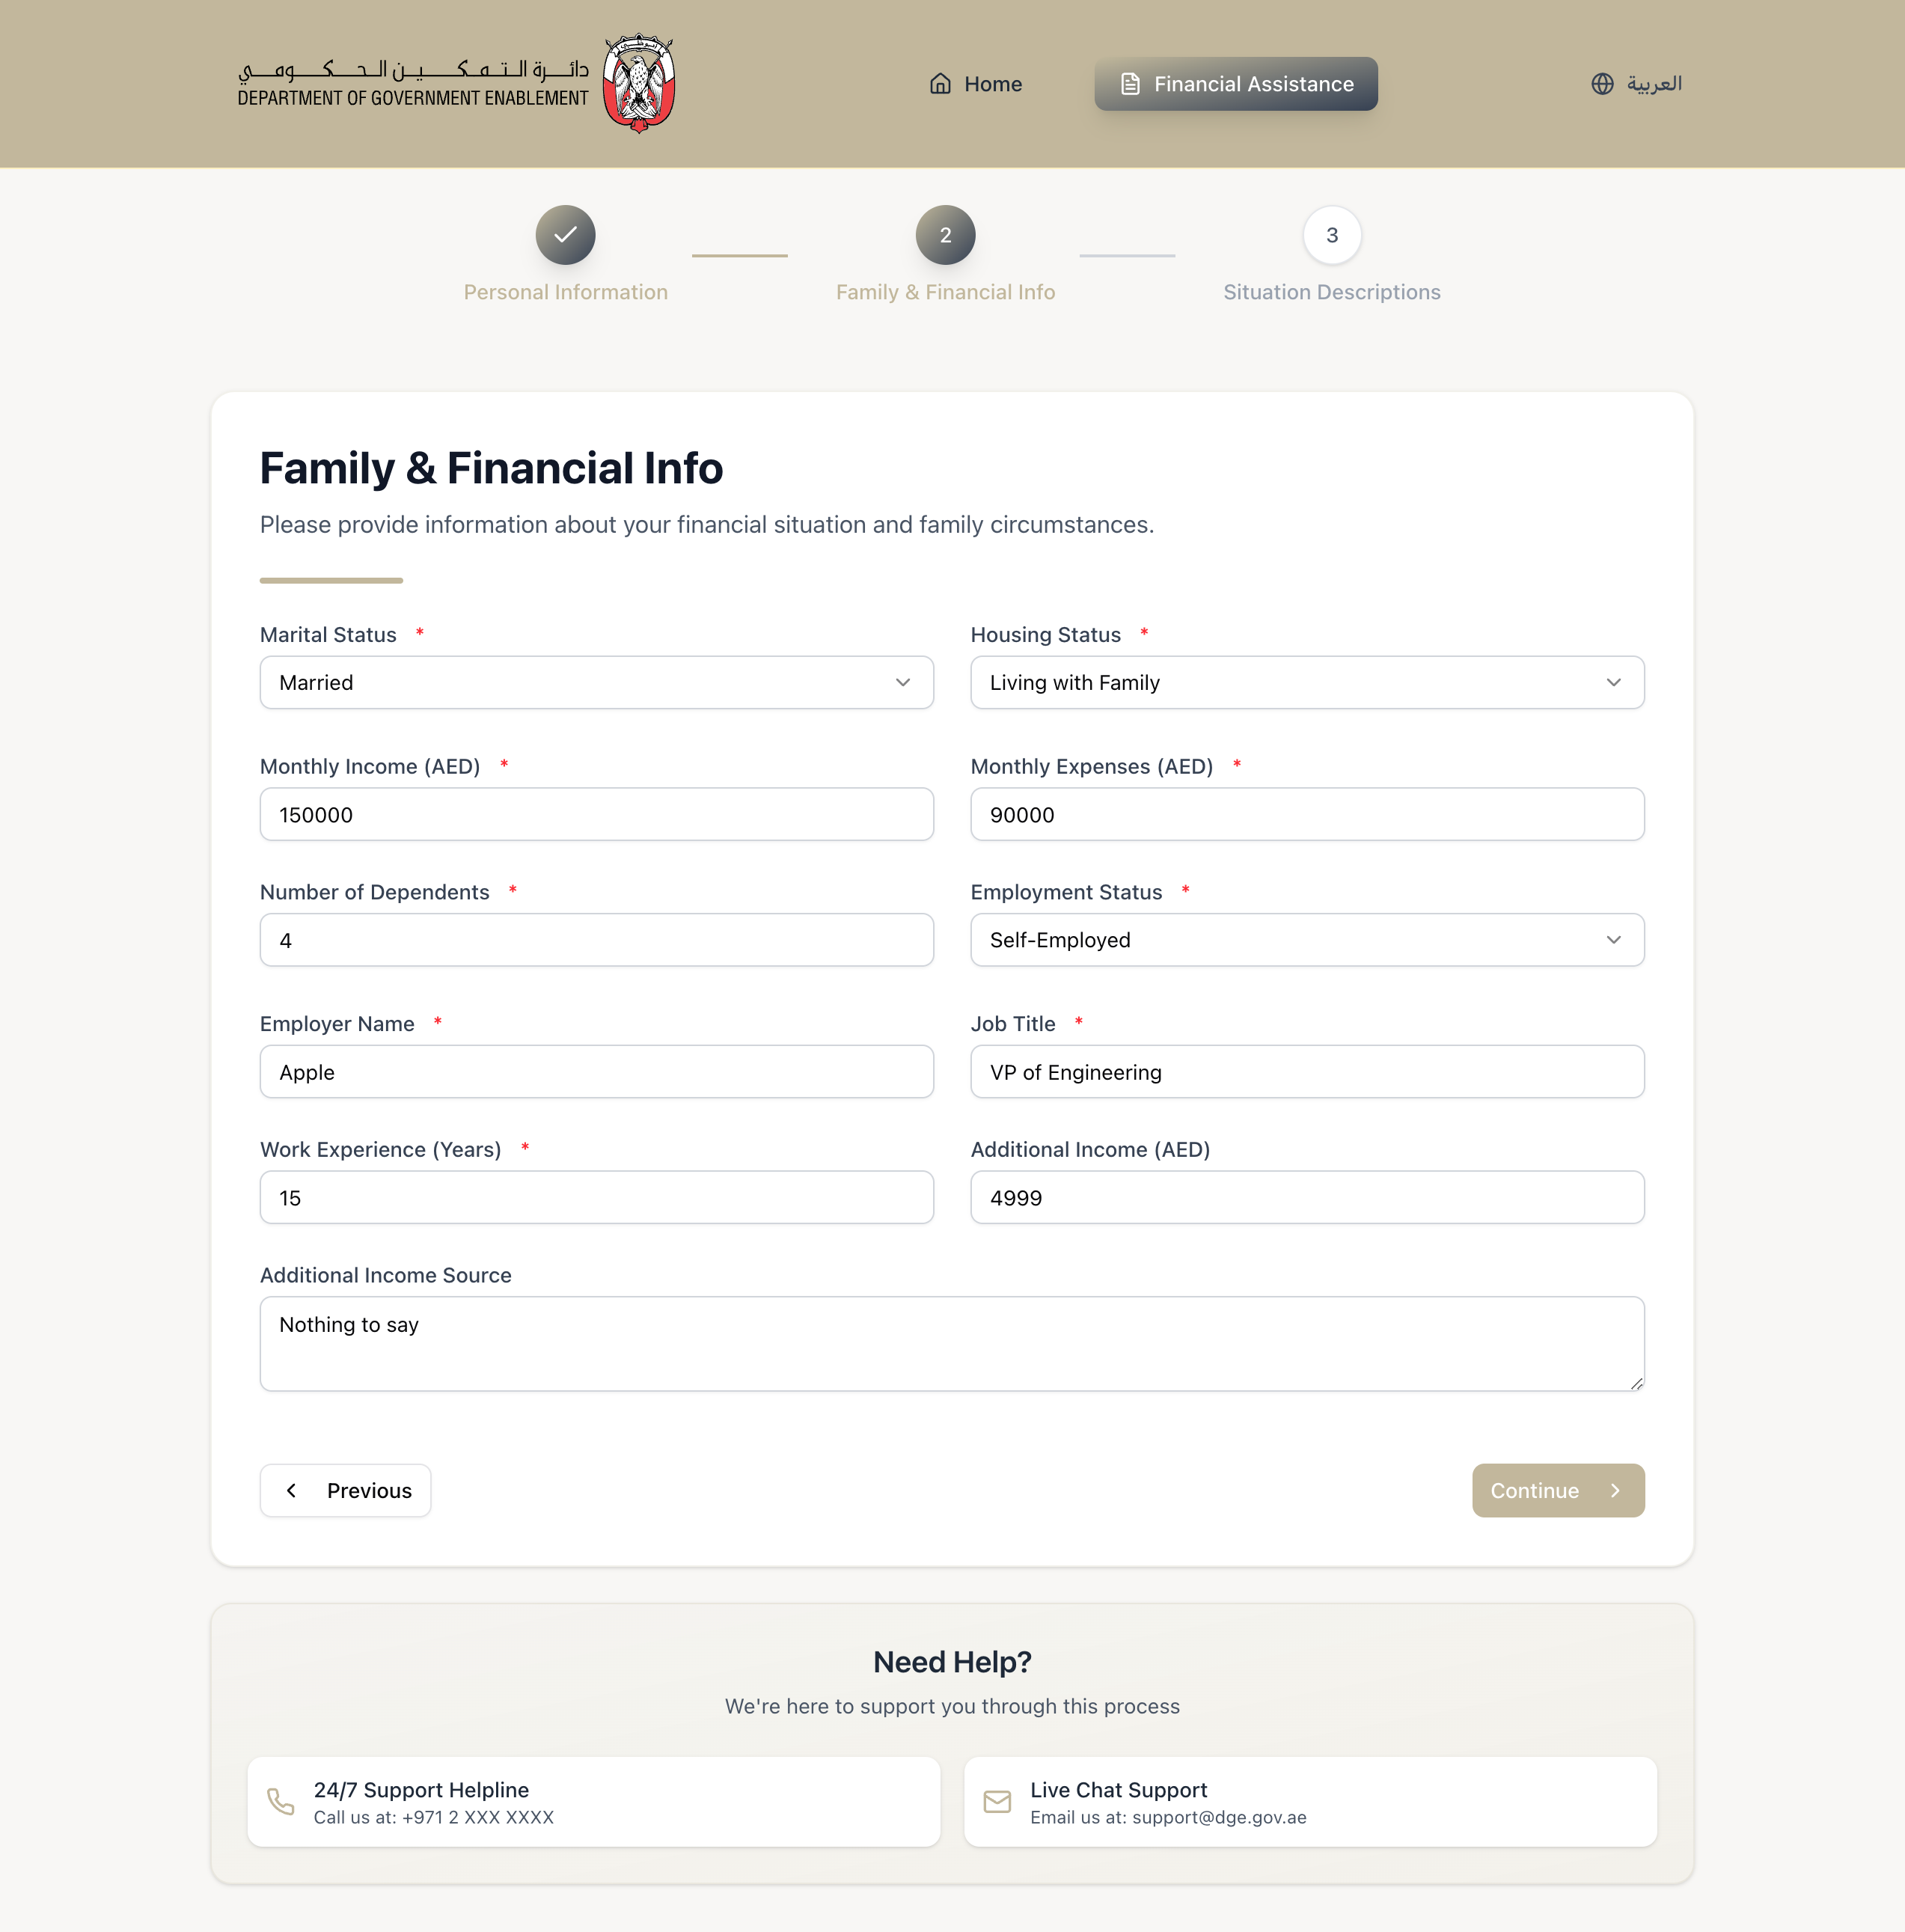 دائرة التمكين الحكومي
DEPARTMENT OF GOVERNMENT ENABLEMENT
Home
Financial Assistance
العربية
2
3
Personal Information
Family & Financial Info
Situation Descriptions
Family & Financial Info
Please provide information about your financial situation and family circumstances.
Marital Status *
Married
Housing Status *
Living with Family
Monthly Income (AED) *
150000
Monthly Expenses (AED) *
90000
Number of Dependents *
4
Employment Status *
Self-Employed
Employer Name *
Apple
Job Title *
VP of Engineering
Work Experience (Years) *
15
Additional Income (AED)
4999
Additional Income Source
Nothing to say
Previous
Continue
Need Help?
We're here to support you through this process
24/7 Support Helpline
Call us at: +971 2 XXX XXXX
Live Chat Support
Email us at: support@dge.gov.ae